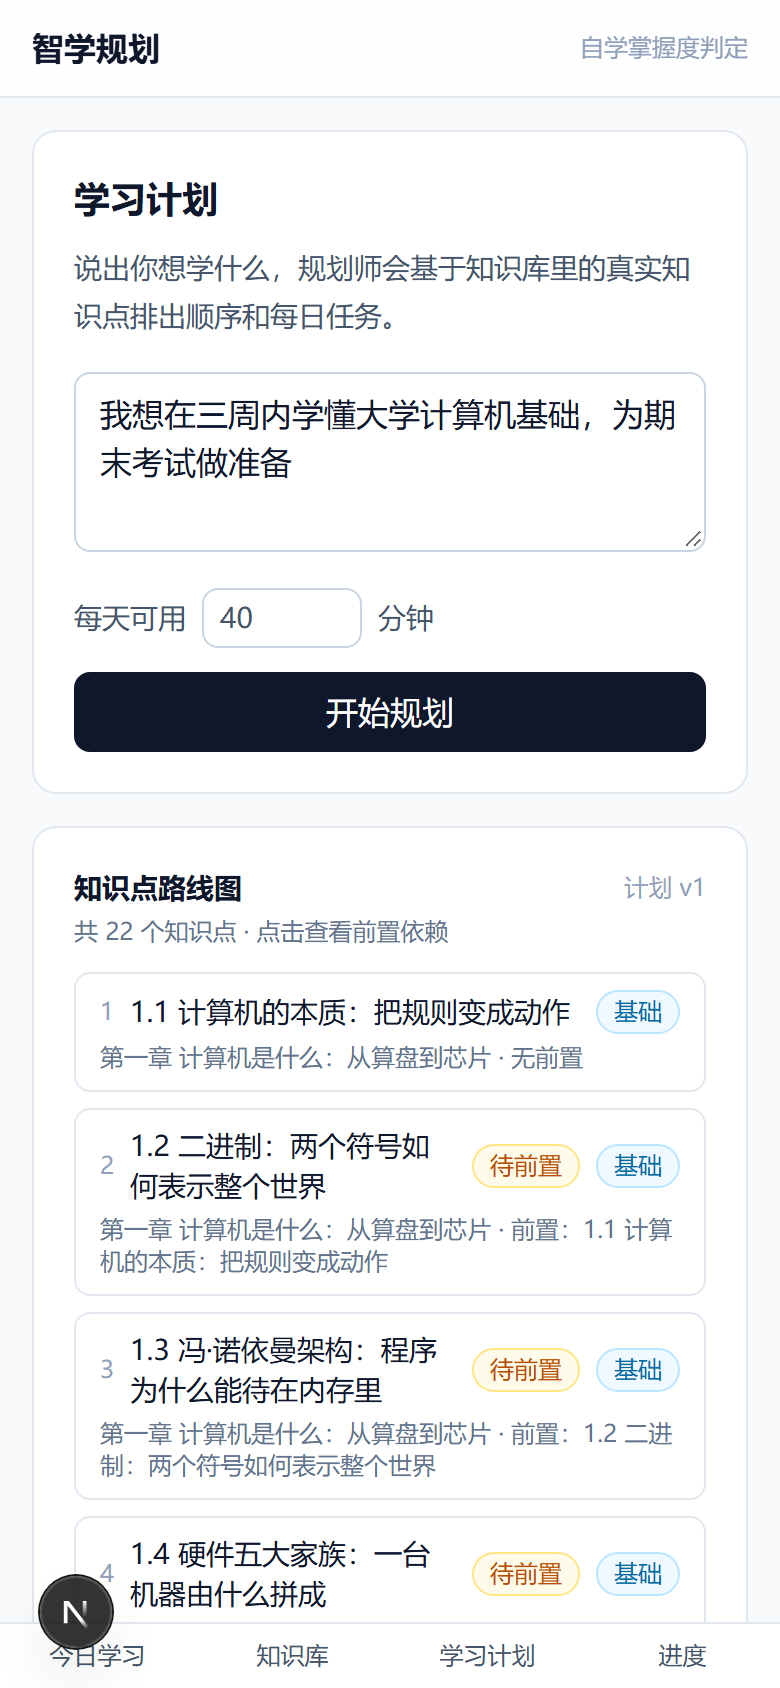 智学规划
自学掌握度判定
学习计划
说出你想学什么，规划师会基于知识库里的真实知
识点排出顺序和每日任务。
我想在三周内学懂大学计算机基础，为期
末考试做准备
每天可用 40 分钟
开始规划
知识点路线图
计划 v1
共 22 个知识点 · 点击查看前置依赖
1 1.1 计算机的本质：把规则变成动作 基础
第一章 计算机是什么：从算盘到芯片 · 无前置
2 1.2 二进制：两个符号如
何表示整个世界
待前置 基础
第一章 计算机是什么：从算盘到芯片 · 前置：1.1 计算
机的本质：把规则变成动作
3 1.3 冯·诺依曼架构：程序
为什么能待在内存里
待前置 基础
第一章 计算机是什么：从算盘到芯片 · 前置：1.2 二进
制：两个符号如何表示整个世界
4 1.4 硬件五大家族：一台
机器由什么拼成
待前置 基础
N
今日学习 知识库 学习计划 进度